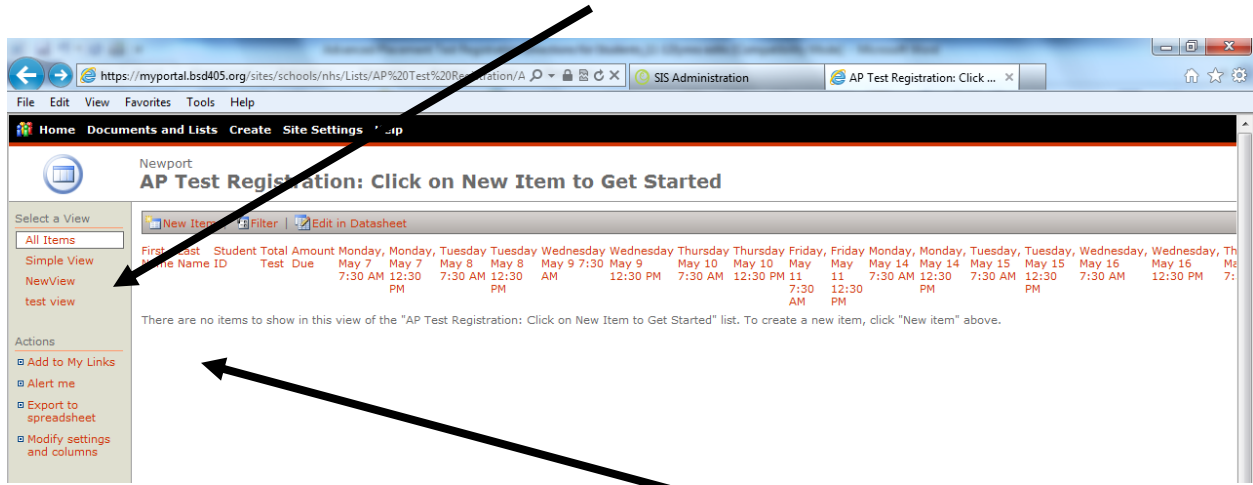 https://myportal.bsd405.org/sites/schools/nhs/Lists/AP%20Test%20Registration/A
SIS Administration
AP Test Registration: Click ...
File Edit View Favorites Tools Help
Home Documents and Lists Create Site Settings Help
Newport
AP Test Registration: Click on New Item to Get Started
Select a View
All Items
Simple View
NewView
test view
Actions
Add to My Links
Alert me
Export to
spreadsheet
Modify settings
and columns
New Item | Filter | Edit in Datasheet
First Last Student Total Amount Monday, Monday, Tuesday Tuesday Wednesday Wednesday Thursday Thursday Friday, Friday Monday, Monday, Tuesday, Tuesday, Wednesday, Wednesday, Th
Name Name ID Test Due May 7 May 7 May 8 May 8 May 9 7:30 May 9 May 10 May 10 May May May 14 May 14 May 15 May 15 May 16 May 16 Ma
7:30 AM 12:30 7:30 AM 12:30 AM 12:30 PM 7:30 AM 12:30 PM 11 11 7:30 AM 12:30 7:30 AM 12:30 7:30 AM 12:30 PM 7:
PM PM 7:30 12:30 PM PM
AM PM
There are no items to show in this view of the "AP Test Registration: Click on New Item to Get Started" list. To create a new item, click "New item" above.